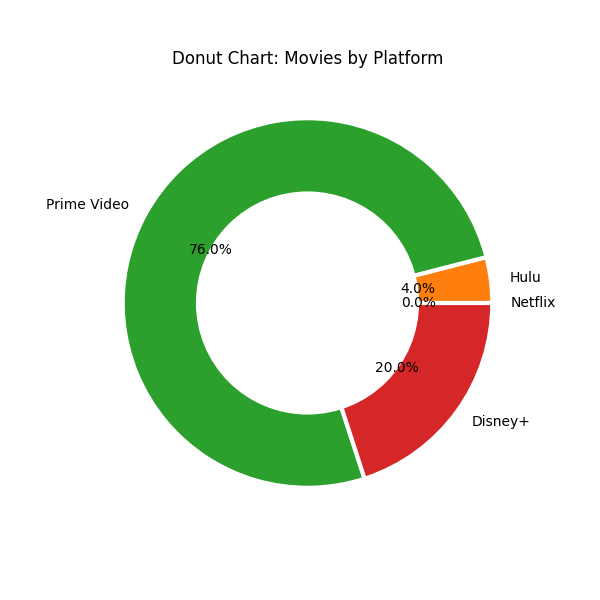 Donut Chart: Movies by Platform
Prime Video
76.0%
Hulu
4.0%
0.0%
Netflix
20.0%
Disney+